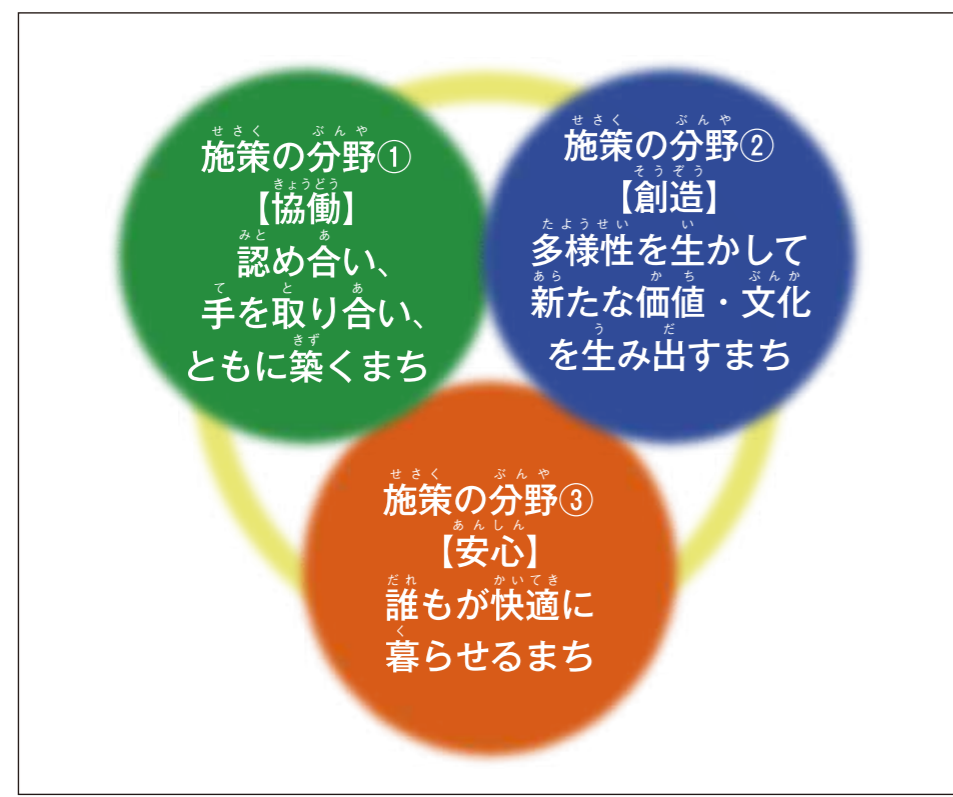 施策の分野①
【協働】
認め合い、
手を取り合い、
ともに築くまち
施策の分野②
【創造】
多様性を生かして
新たな価値・文化
を生み出すまち
施策の分野③
【安心】
誰もが快適に
暮らせるまち